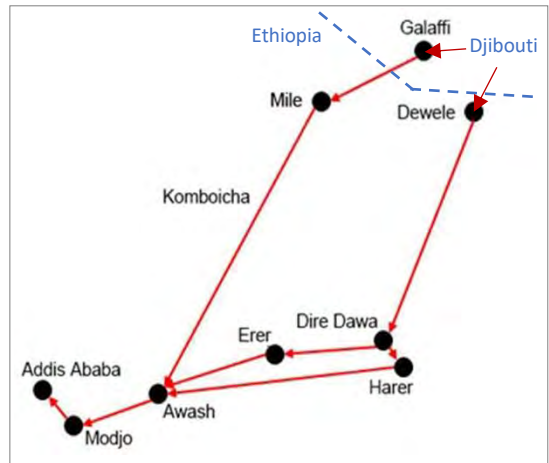 Galaffi
Ethiopia
Djibouti
Mile
Dewele
Komboicha
Dire Dawa
Erer
Addis Ababa
Harer
Awash
Modjo